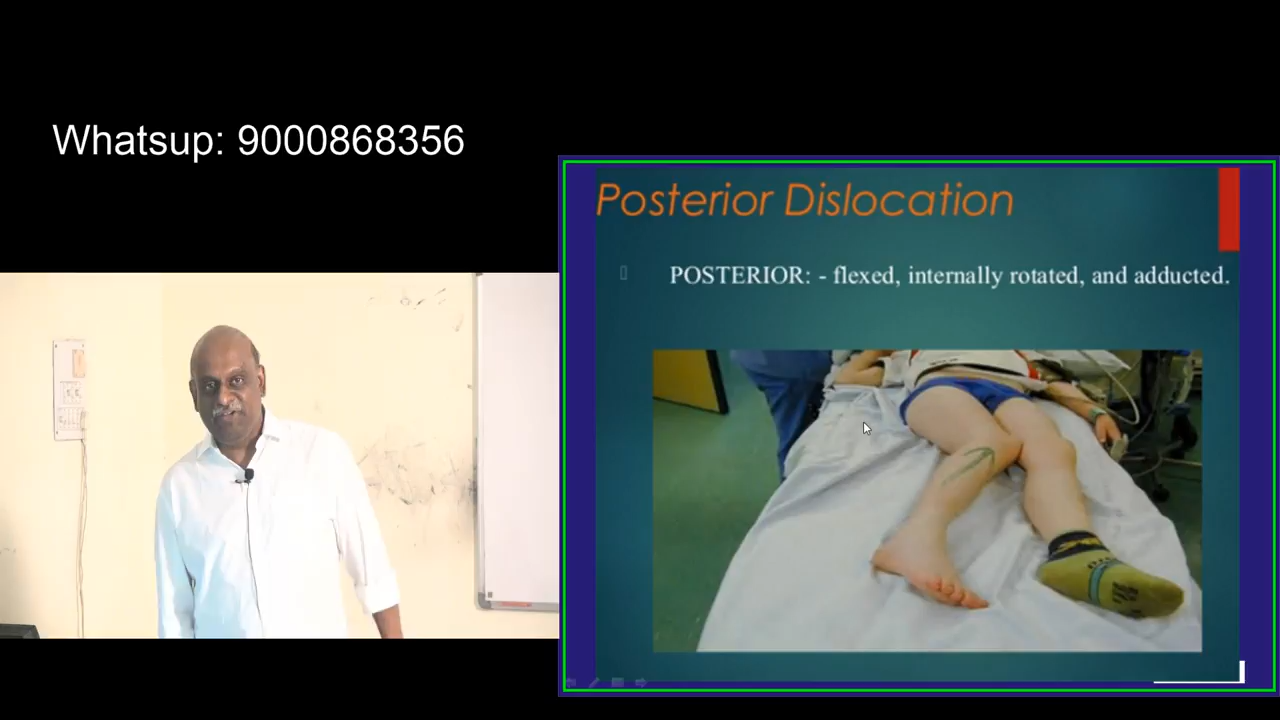 Whatsup: 9000868356
Posterior Dislocation
POSTERIOR: - flexed, internally rotated, and adducted.